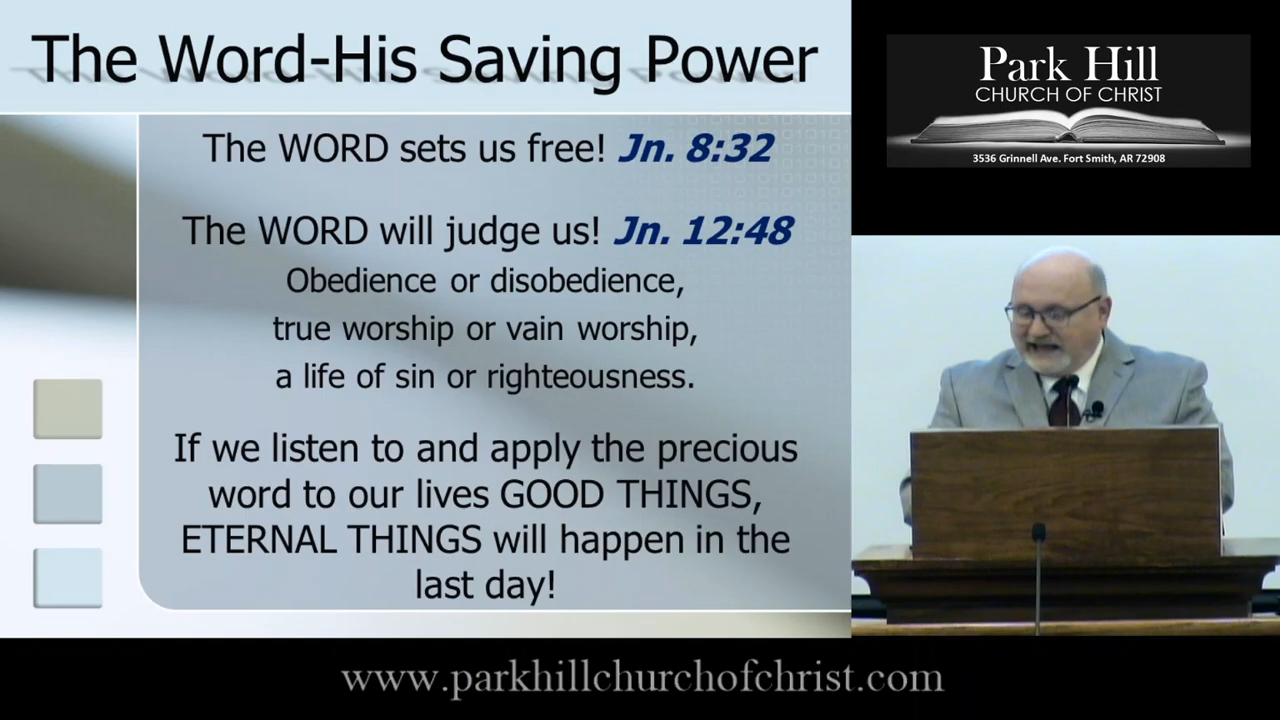 The Word-His Saving Power
The WORD sets us free! Jn. 8:32
The WORD will judge us! Jn. 12:48
Obedience or disobedience,
true worship or vain worship,
a life of sin or righteousness.
If we listen to and apply the precious
word to our lives GOOD THINGS,
ETERNAL THINGS will happen in the
last day!
Park Hill
CHURCH OF CHRIST
3536 Grinnell Ave. Fort Smith, AR 72908
www.parkhillchurchofchrist.com